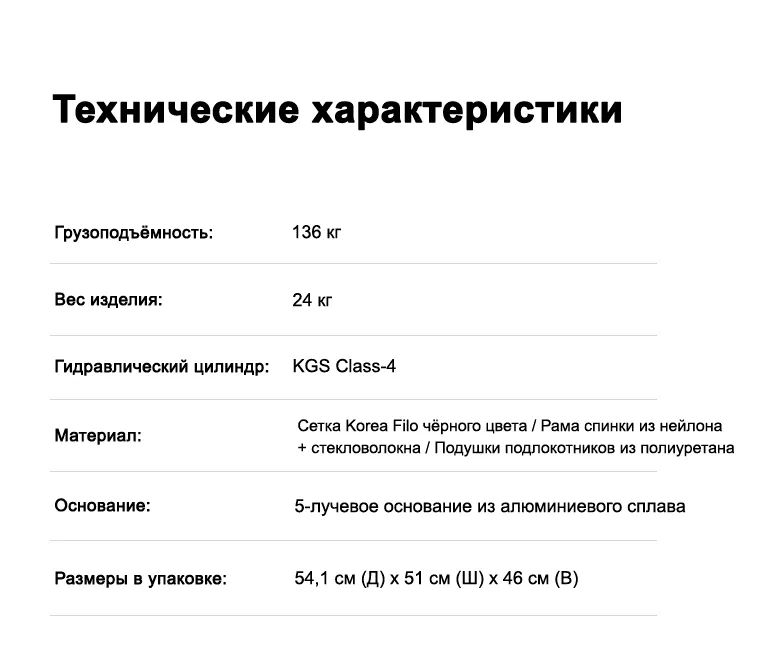 Технические характеристики
Грузоподъёмность: 136 кг
Вес изделия: 24 кг
Гидравлический цилиндр: KGS Class-4
Материал: Сетка Korea Filo чёрного цвета / Рама спинки из нейлона
+ стекловолокна / Подушки подлокотников из полиуретана
Основание: 5-лучевое основание из алюминиевого сплава
Размеры в упаковке: 54,1 см (Д) x 51 см (Ш) x 46 см (В)